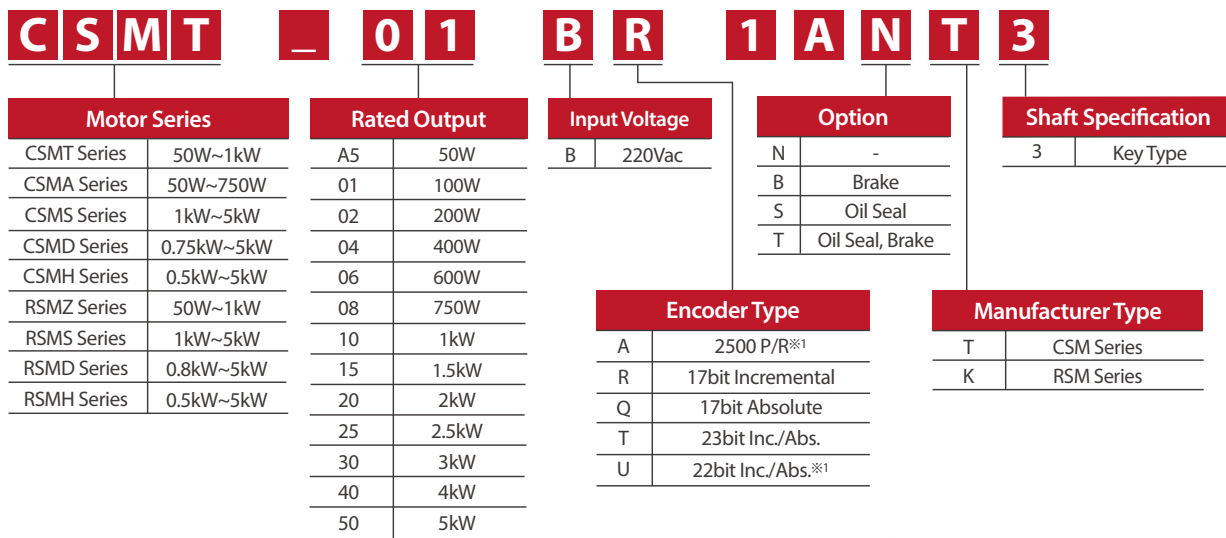 CSMT _ 01 BR 1ANT3
Motor Series
CSMT Series 50W~1kW
CSMA Series 50W~750W
CSMS Series 1kW~5kW
CSMD Series 0.75kW~5kW
CSMH Series 0.5kW~5kW
RSMZ Series 50W~1kW
RSMS Series 1kW~5kW
RSMD Series 0.8kW~5kW
RSMH Series 0.5kW~5kW
Rated Output
A5 50W
01 100W
02 200W
04 400W
06 600W
08 750W
10 1kW
15 1.5kW
20 2kW
25 2.5kW
30 3kW
40 4kW
50 5kW
Input Voltage
B 220Vac
Option
N -
B Brake
S Oil Seal
T Oil Seal, Brake
Shaft Specification
3 Key Type
Encoder Type
A 2500 P/R※1
R 17bit Incremental
Q 17bit Absolute
T 23bit Inc./Abs.
U 22bit Inc./Abs.※1
Manufacturer Type
T CSM Series
K RSM Series